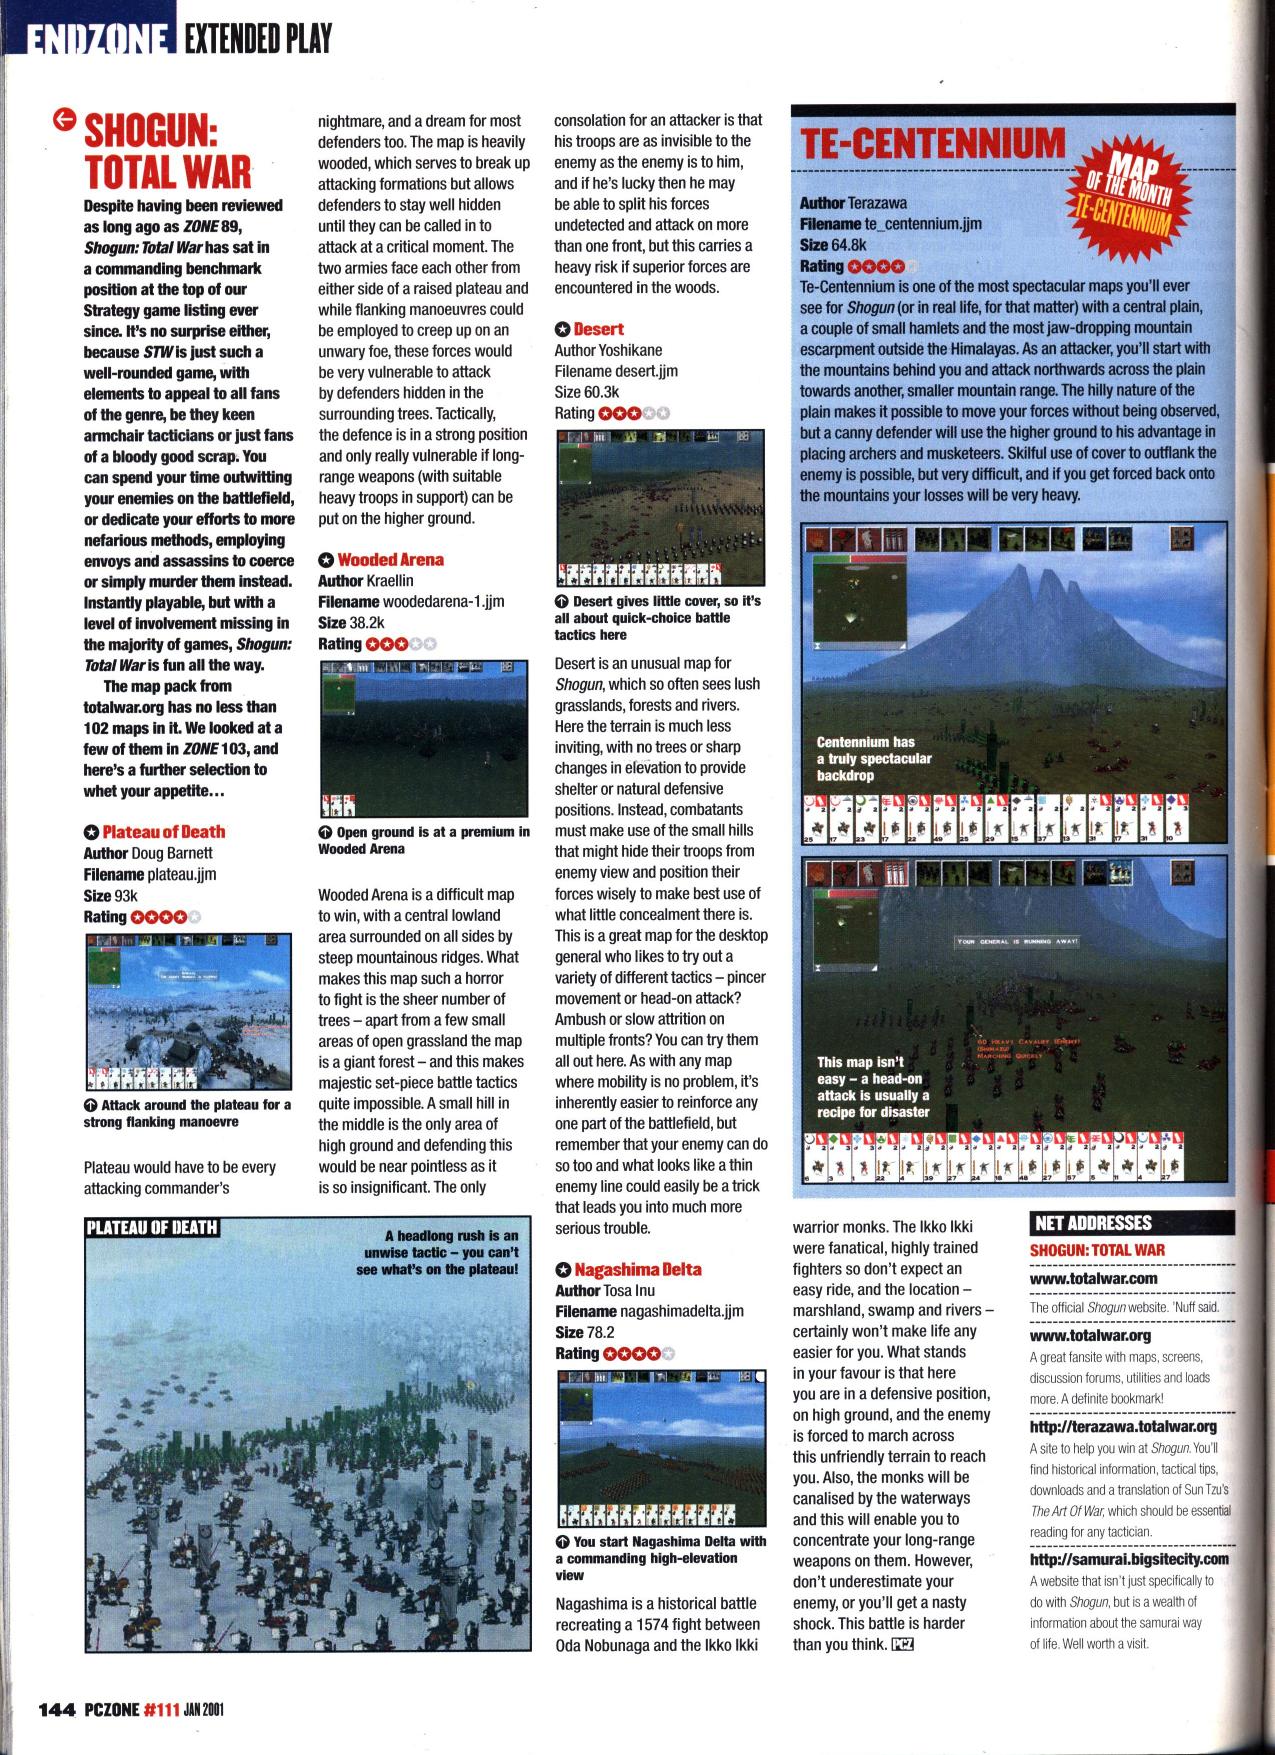 ENDZONE EXTENDED PLAY
SHOGUN:
TOTAL WAR
Despite having been reviewed
as long ago as ZONE 89,
Shogun: Total War has sat in
a commanding benchmark
position at the top of our
Strategy game listing ever
since. It's no surprise either,
because STW is just such a
well-rounded game, with
elements to appeal to all fans
of the genre, be they keen
armchair tacticians or just fans
of a bloody good scrap. You
can spend your time outwitting
your enemies on the battlefield,
or dedicate your efforts to more
nefarious methods, employing
envoys and assassins to coerce
or simply murder them instead.
Instantly playable, but with a
level of involvement missing in
the majority of games, Shogun:
Total War is fun all the way.
The map pack from
totalwar.org has no less than
102 maps in it. We looked at a
few of them in ZONE 103, and
here's a further selection to
whet your appetite...
Plateau of Death
Author Doug Barnett
Filename plateau.jjm
Size 93k
Rating
Attack around the plateau for a
strong flanking manoevre
Plateau would have to be every
attacking commander's
nightmare, and a dream for most
defenders too. The map is heavily
wooded, which serves to break up
attacking formations but allows
defenders to stay well hidden
until they can be called in to
attack at a critical moment. The
two armies face each other from
either side of a raised plateau and
while flanking manoeuvres could
be employed to creep up on an
unwary foe, these forces would
be very vulnerable to attack
by defenders hidden in the
surrounding trees. Tactically,
the defence is in a strong position
and only really vulnerable if long-
range weapons (with suitable
heavy troops in support) can be
put on the higher ground.
Wooded Arena
Author Kraellin
Filename woodedarena-1.jjm
Size 38.2k
Rating
Open ground is at a premium in
Wooded Arena
Wooded Arena is a difficult map
to win, with a central lowland
area surrounded on all sides by
steep mountainous ridges. What
makes this map such a horror
to fight is the sheer number of
trees – apart from a few small
areas of open grassland the map
is a giant forest – and this makes
majestic set-piece battle tactics
quite impossible. A small hill in
the middle is the only area of
high ground and defending this
would be near pointless as it
is so insignificant. The only
PLATEAU OF DEATH
A headlong rush is an
unwise tactic – you can't
see what's on the plateau!
consolation for an attacker is that
his troops are as invisible to the
enemy as the enemy is to him,
and if he's lucky then he may
be able to split his forces
undetected and attack on more
than one front, but this carries a
heavy risk if superior forces are
encountered in the woods.
Desert
Author Yoshikane
Filename desert.jjm
Size 60.3k
Rating
Desert gives little cover, so it's
all about quick-choice battle
tactics here
Desert is an unusual map for
Shogun, which so often sees lush
grasslands, forests and rivers.
Here the terrain is much less
inviting, with no trees or sharp
changes in elevation to provide
shelter or natural defensive
positions. Instead, combatants
must make use of the small hills
that might hide their troops from
enemy view and position their
forces wisely to make best use of
what little concealment there is.
This is a great map for the desktop
general who likes to try out a
variety of different tactics – pincer
movement or head-on attack?
Ambush or slow attrition on
multiple fronts? You can try them
all out here. As with any map
where mobility is no problem, it's
inherently easier to reinforce any
one part of the battlefield, but
remember that your enemy can do
so too and what looks like a thin
enemy line could easily be a trick
that leads you into much more
serious trouble.
Nagashima Delta
Author Tosa Inu
Filename nagashimadelta.jjm
Size 78.2
Rating
You start Nagashima Delta with
a commanding high-elevation
view
Nagashima is a historical battle
recreating a 1574 fight between
Oda Nobunaga and the Ikko Ikki
warrior monks. The Ikko Ikki
were fanatical, highly trained
fighters so don't expect an
easy ride, and the location –
marshland, swamp and rivers –
certainly won't make life any
easier for you. What stands
in your favour is that here
you are in a defensive position,
on high ground, and the enemy
is forced to march across
this unfriendly terrain to reach
you. Also, the monks will be
canalised by the waterways
and this will enable you to
concentrate your long-range
weapons on them. However,
don't underestimate your
enemy, or you'll get a nasty
shock. This battle is harder
than you think. PCZ
TE-CENTENNIUM
MAP
OF THE MONTH
TE-CENTENNIUM
Author Terazawa
Filename te_centennium.jjm
Size 64.8k
Rating
Te-Centennium is one of the most spectacular maps you'll ever
see for Shogun (or in real life, for that matter) with a central plain,
a couple of small hamlets and the most jaw-dropping mountain
escarpment outside the Himalayas. As an attacker, you'll start with
the mountains behind you and attack northwards across the plain
towards another, smaller mountain range. The hilly nature of the
plain makes it possible to move your forces without being observed,
but a canny defender will use the higher ground to his advantage in
placing archers and musketeers. Skilful use of cover to outflank the
enemy is possible, but very difficult, and if you get forced back onto
the mountains your losses will be very heavy.
Centennium has
a truly spectacular
backdrop
YOUR GENERAL IS RUNNING AWAY!
60 HEAVY CAVALRY (ENEMY)
(SHIMAZU)
MARCHING QUICKLY
This map isn't
easy – a head-on
attack is usually a
recipe for disaster
NET ADDRESSES
SHOGUN: TOTAL WAR
www.totalwar.com
The official Shogun website. 'Nuff said.
www.totalwar.org
A great fansite with maps, screens,
discussion forums, utilities and loads
more. A definite bookmark!
http://terazawa.totalwar.org
A site to help you win at Shogun. You'll
find historical information, tactical tips,
downloads and a translation of Sun Tzu's
The Art Of War, which should be essential
reading for any tactician.
http://samurai.bigsitecity.com
A website that isn't just specifically to
do with Shogun, but is a wealth of
information about the samurai way
of life. Well worth a visit.
144 PCZONE #111 JAN 2001